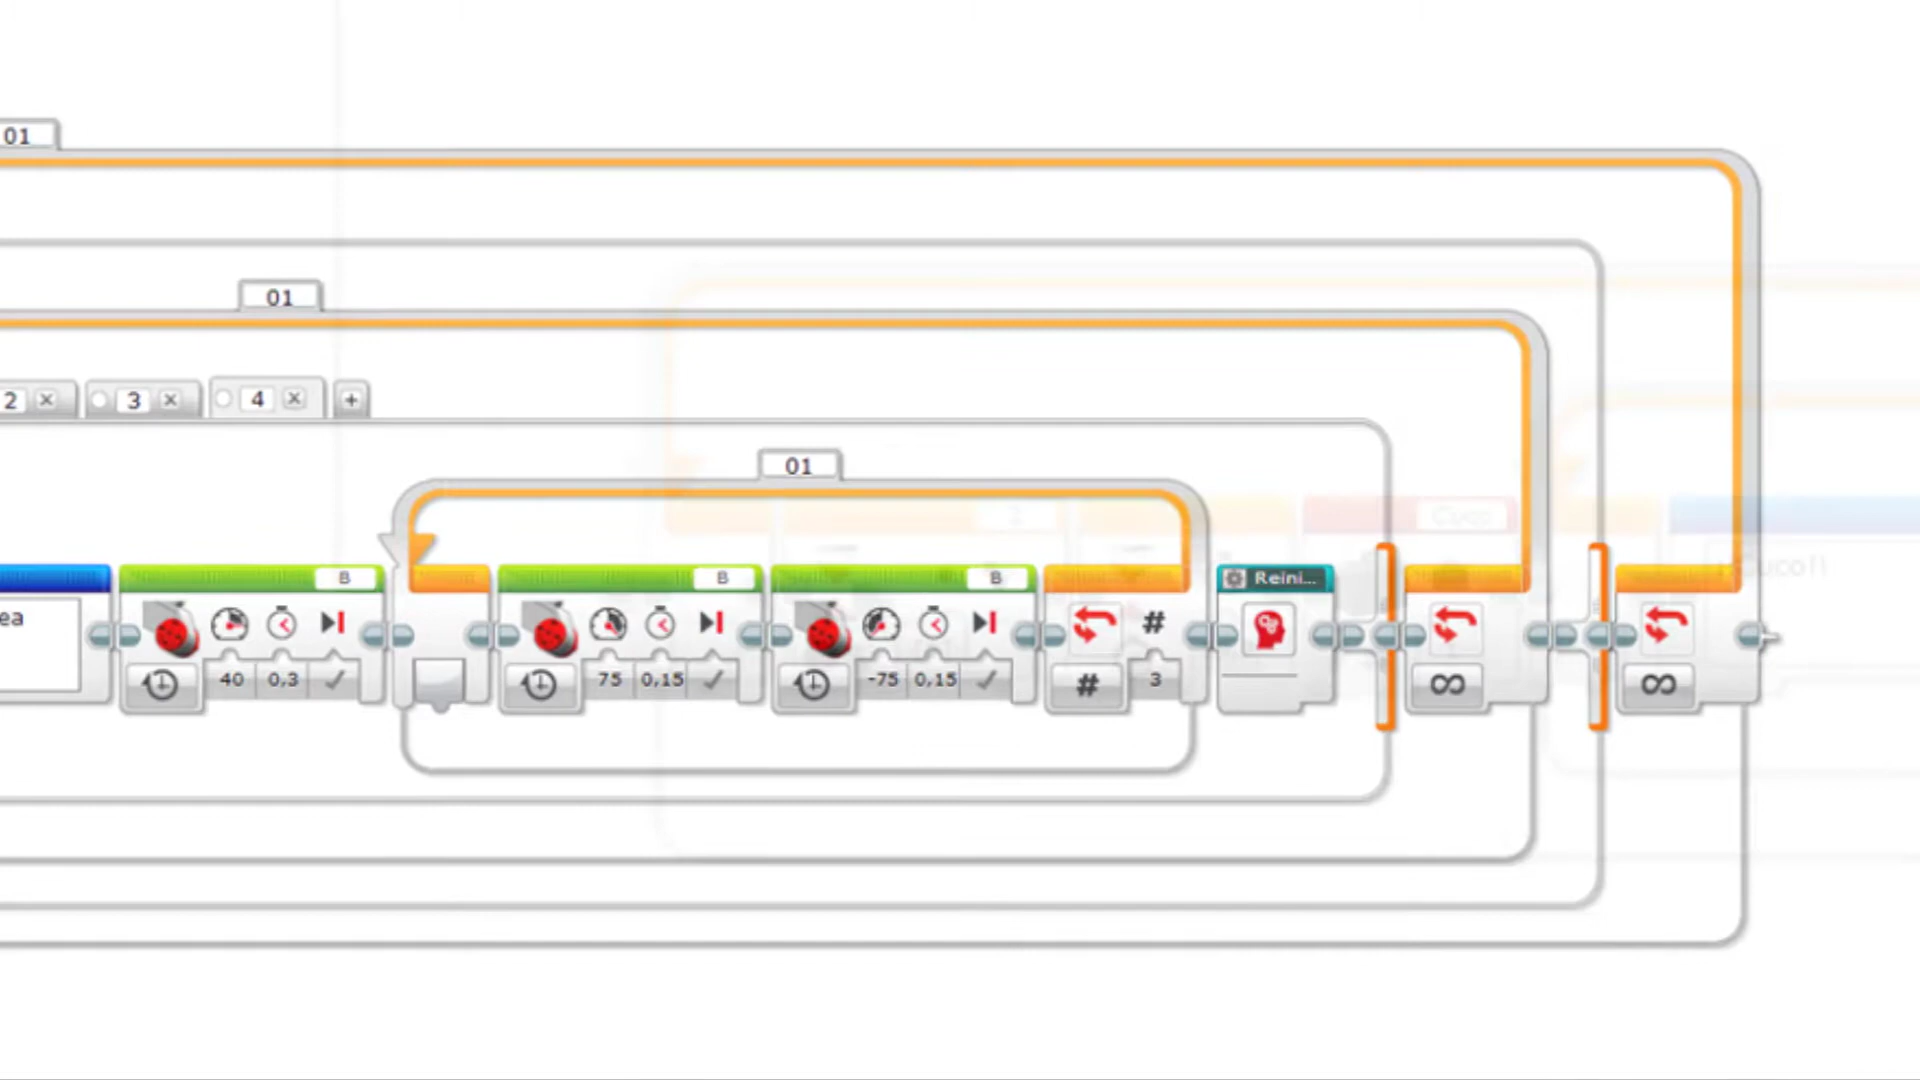 01
01
2 3 4 +
01
B B B Reini...
ea
#
40 0,3 75 0,15 -75 0,15 # 3 ∞ ∞